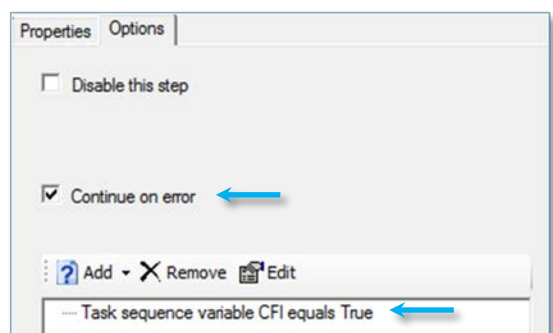 Properties Options
Disable this step
Continue on error
Add Remove Edit
Task sequence variable CFI equals True